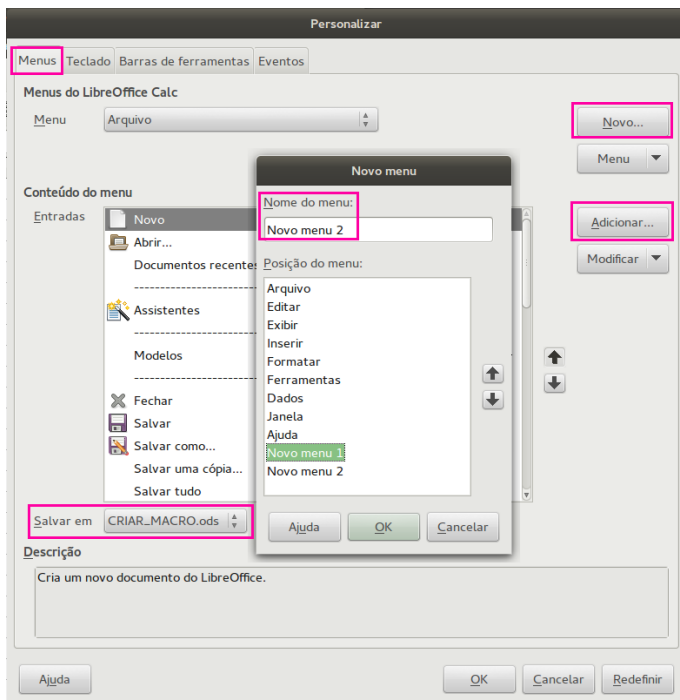 Personalizar
Menus Teclado Barras de ferramentas Eventos
Menus do LibreOffice Calc
Menu Arquivo
Novo...
Menu
Conteúdo do menu
Entradas
Novo
Abrir...
Documentos recentes
Assistentes
Modelos
Fechar
Salvar
Salvar como...
Salvar uma cópia...
Salvar tudo
Adicionar...
Modificar
Salvar em CRIAR_MACRO.ods
Novo menu
Nome do menu:
Novo menu 2
Posição do menu:
Arquivo
Editar
Exibir
Inserir
Formatar
Ferramentas
Dados
Janela
Ajuda
Novo menu 1
Novo menu 2
Ajuda OK Cancelar
Descrição
Cria um novo documento do LibreOffice.
Ajuda OK Cancelar Redefinir